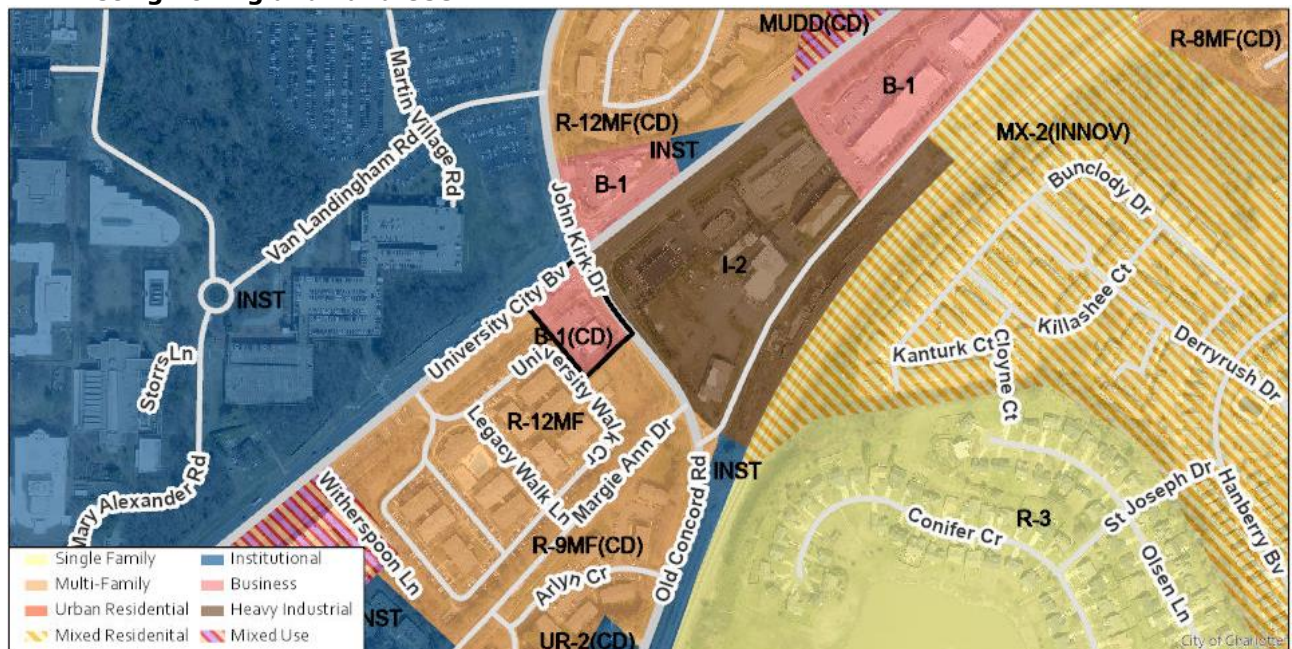 MUDD(CD)
R-8MF(CD)
B-1
Martin Village Rd
R-12MF(CD)
INST
MX-2(INNOV)
Van Landingham Rd
B-1
Bunclody Dr
John Kirk Dr
I-2
INST
University City Bv
Killashee Ct
B-1(CD)
Kanturk Ct
Cloyne Ct
Derryrush Dr
Storrs Ln
University Walk Cr
R-12MF
Legacy Walk Ln
Margie Ann Dr
INST
Mary Alexander Rd
Witherspoon Ln
Old Concord Rd
St Joseph Dr
Hanberry Bv
R-3
Conifer Cr
R-9MF(CD)
Olsen Ln
Arlyn Cr
UR-2(CD)
NST
Single Family
Institutional
Multi-Family
Business
Urban Residential
Heavy Industrial
Mixed Residenital
Mixed Use
City of Charlotte